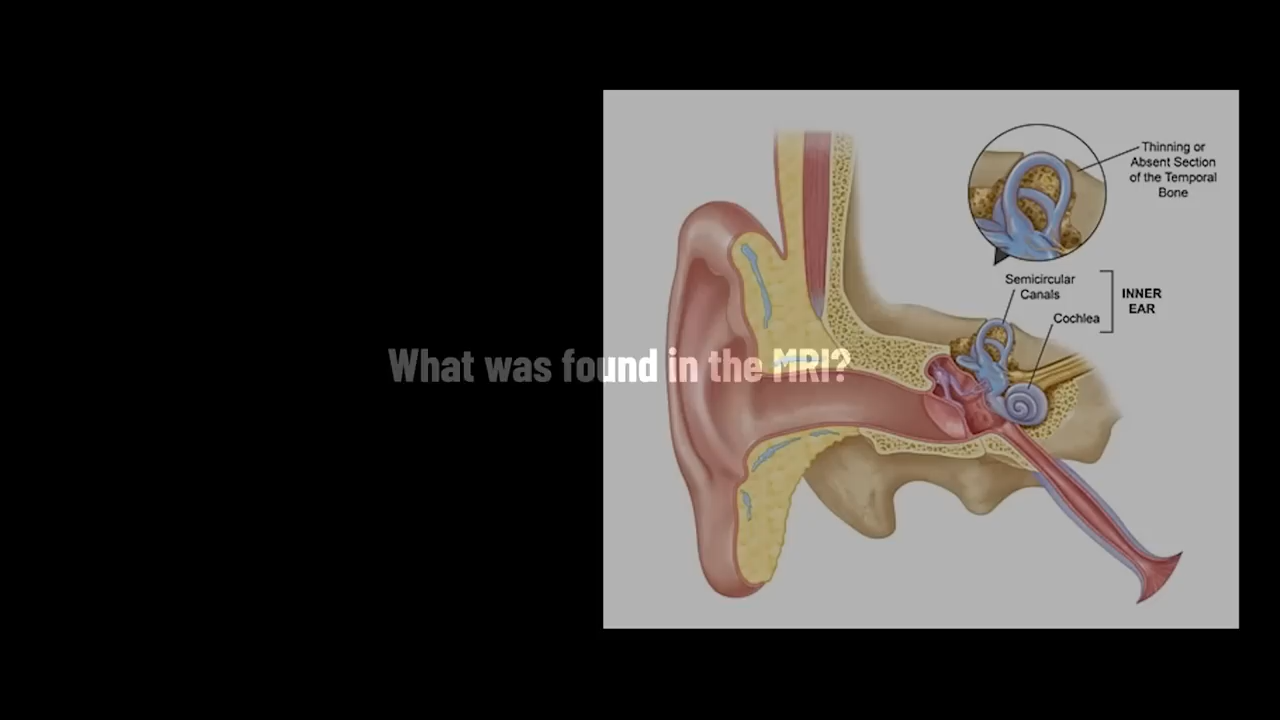 Thinning or
Absent Section
of the Temporal
Bone
Semicircular
Canals
Cochlea
INNER
EAR
What was found in the MRI?